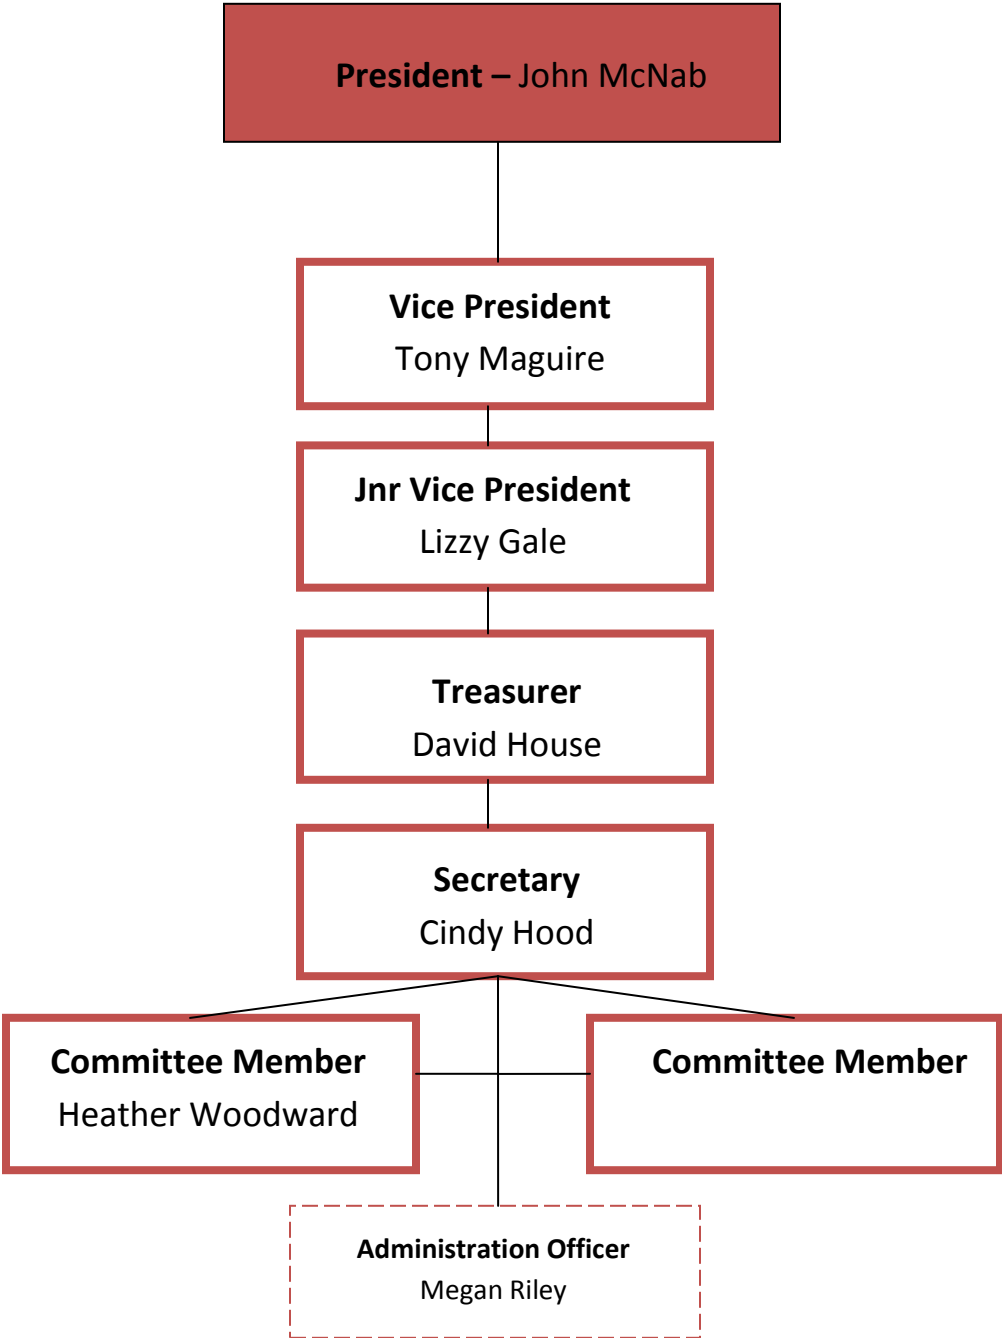 President – John McNab
Vice President
Tony Maguire
Jnr Vice President
Lizzy Gale
Treasurer
David House
Secretary
Cindy Hood
Committee Member
Heather Woodward
Committee Member
Administration Officer
Megan Riley